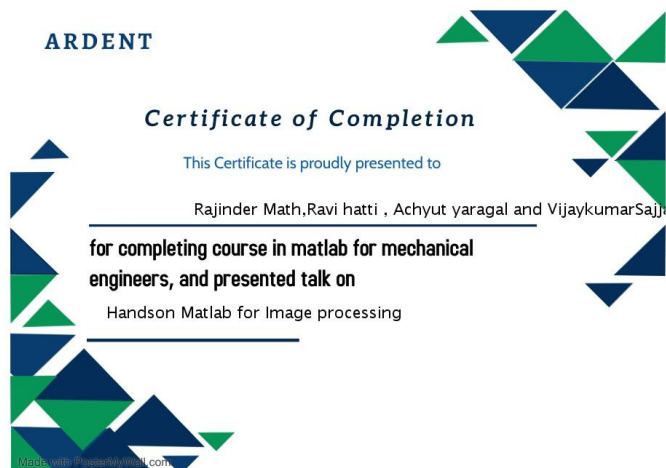 ARDENT
Certificate of Completion
This Certificate is proudly presented to
Rajinder Math,Ravi hatti , Achyut yaragal and VijaykumarSajja
for completing course in matlab for mechanical
engineers, and presented talk on
Handson Matlab for Image processing
Made with PosterMyWall.com